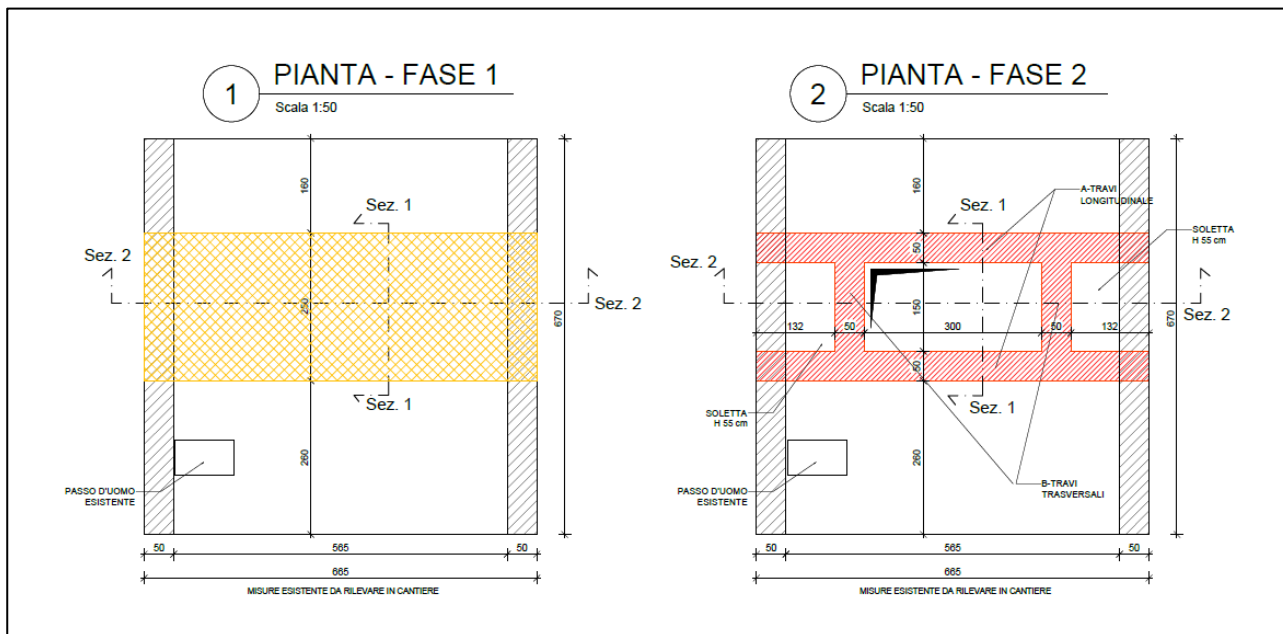 1
PIANTA - FASE 1
Scala 1:50
160
Sez. 1
Sez. 2
250
Sez. 2
670
Sez. 1
260
PASSO D'UOMO
ESISTENTE
50
565
50
665
MISURE ESISTENTE DA RILEVARE IN CANTIERE
2
PIANTA - FASE 2
Scala 1:50
160
A-TRAVI
LONGITUDINALE
Sez. 1
50
SOLETTA
H 55 cm
Sez. 2
150
Sez. 2
670
132
50
300
50
132
50
Sez. 1
SOLETTA
H 55 cm
260
PASSO D'UOMO
ESISTENTE
B-TRAVI
TRASVERSALI
50
565
50
665
MISURE ESISTENTE DA RILEVARE IN CANTIERE